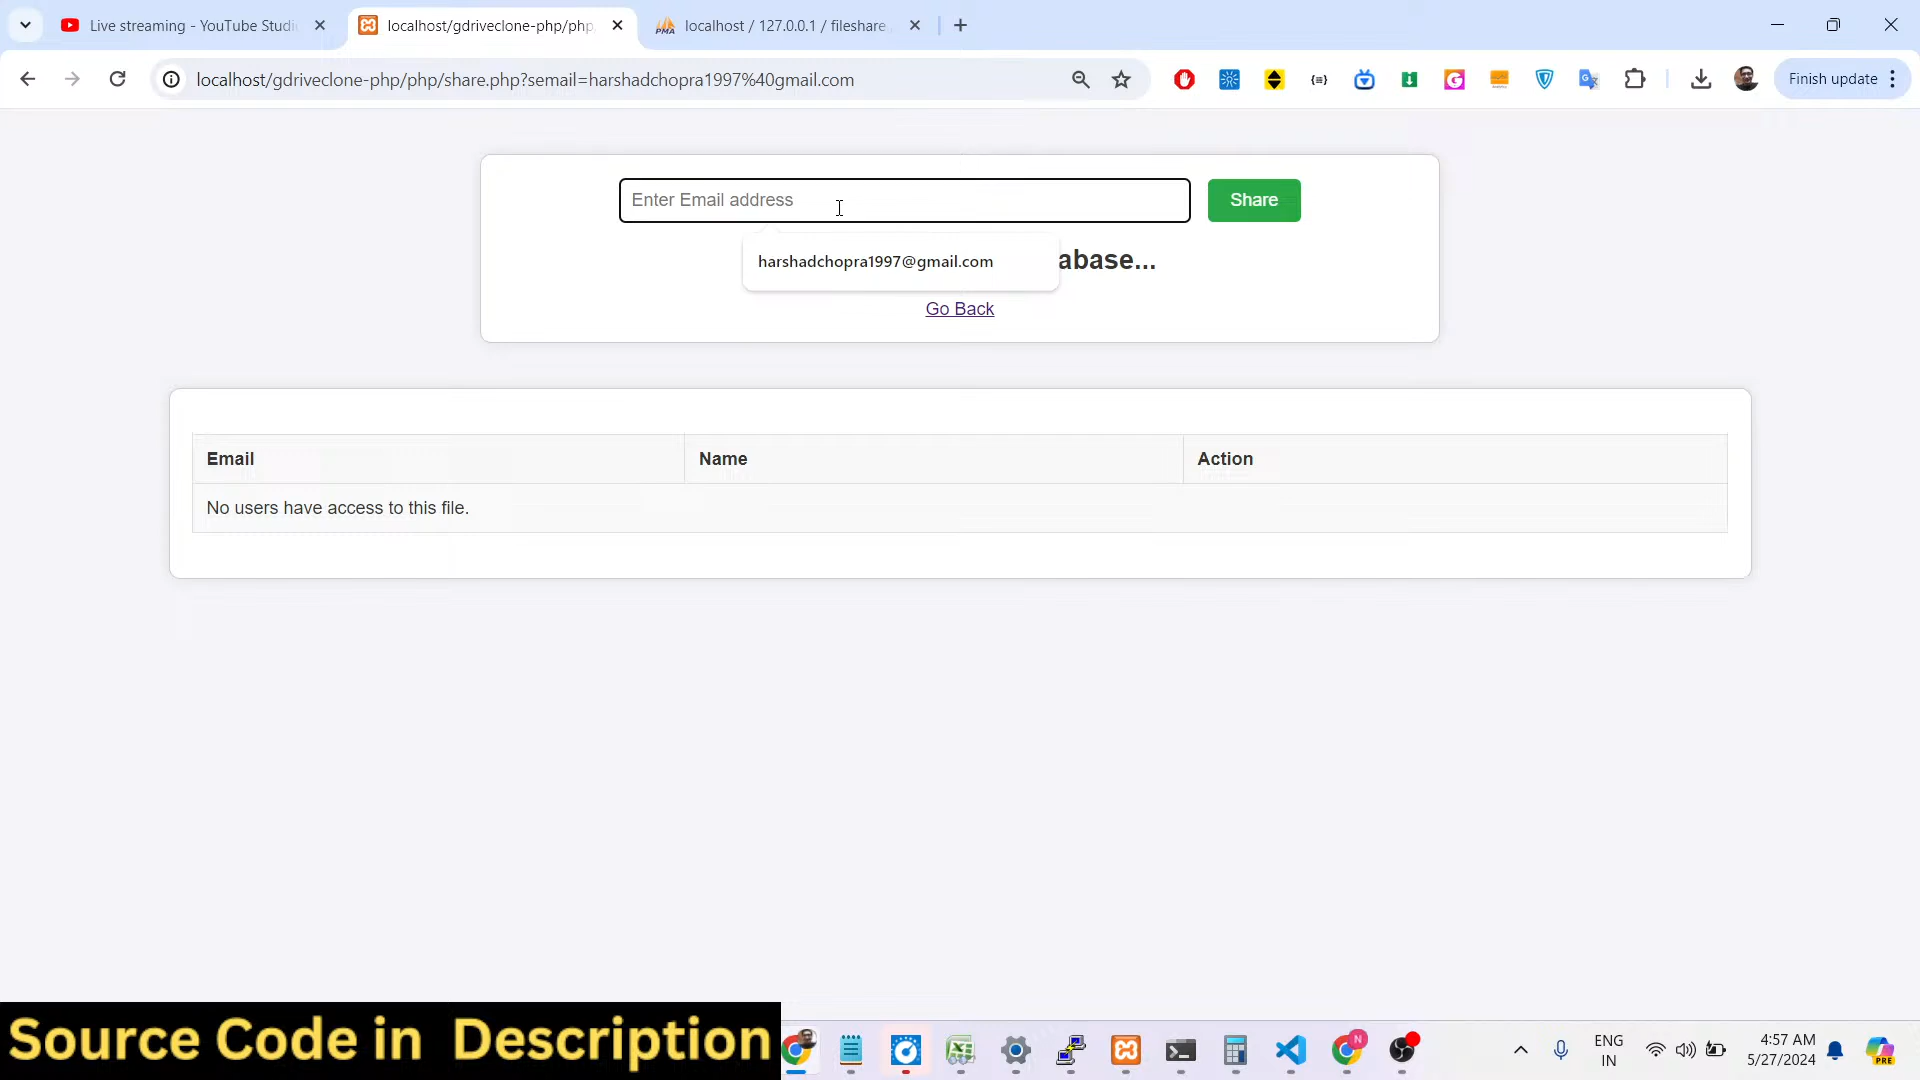 Live streaming - YouTube Studi
localhost/gdriveclone-php/php
localhost / 127.0.0.1 / fileshare
localhost/gdriveclone-php/php/share.php?semail=harshadchopra1997%40gmail.com
Finish update
Enter Email address
Share
harshadchopra1997@gmail.com
abase...
Go Back
Email Name Action
No users have access to this file.
Source Code in Description
ENG
IN
4:57 AM
5/27/2024